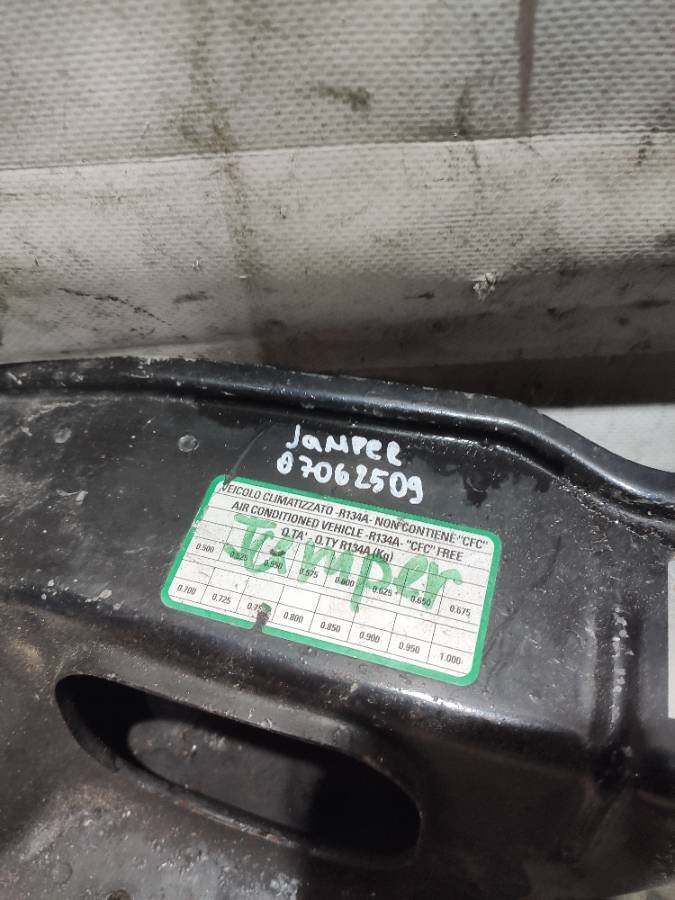 JaMPER
07062509
VEICOLO CLIMATIZZATO -R134A- NON CONTIENE "CFC"
AIR CONDITIONED VEHICLE -R134A- "CFC" FREE
Q.TA' - Q.TY R134A (Kg)
Jamper
0.500 0.525 0.550 0.575 0.600 0.625 0.650 0.675
0.700 0.725 0.800 0.850 0.900 0.950 1.000